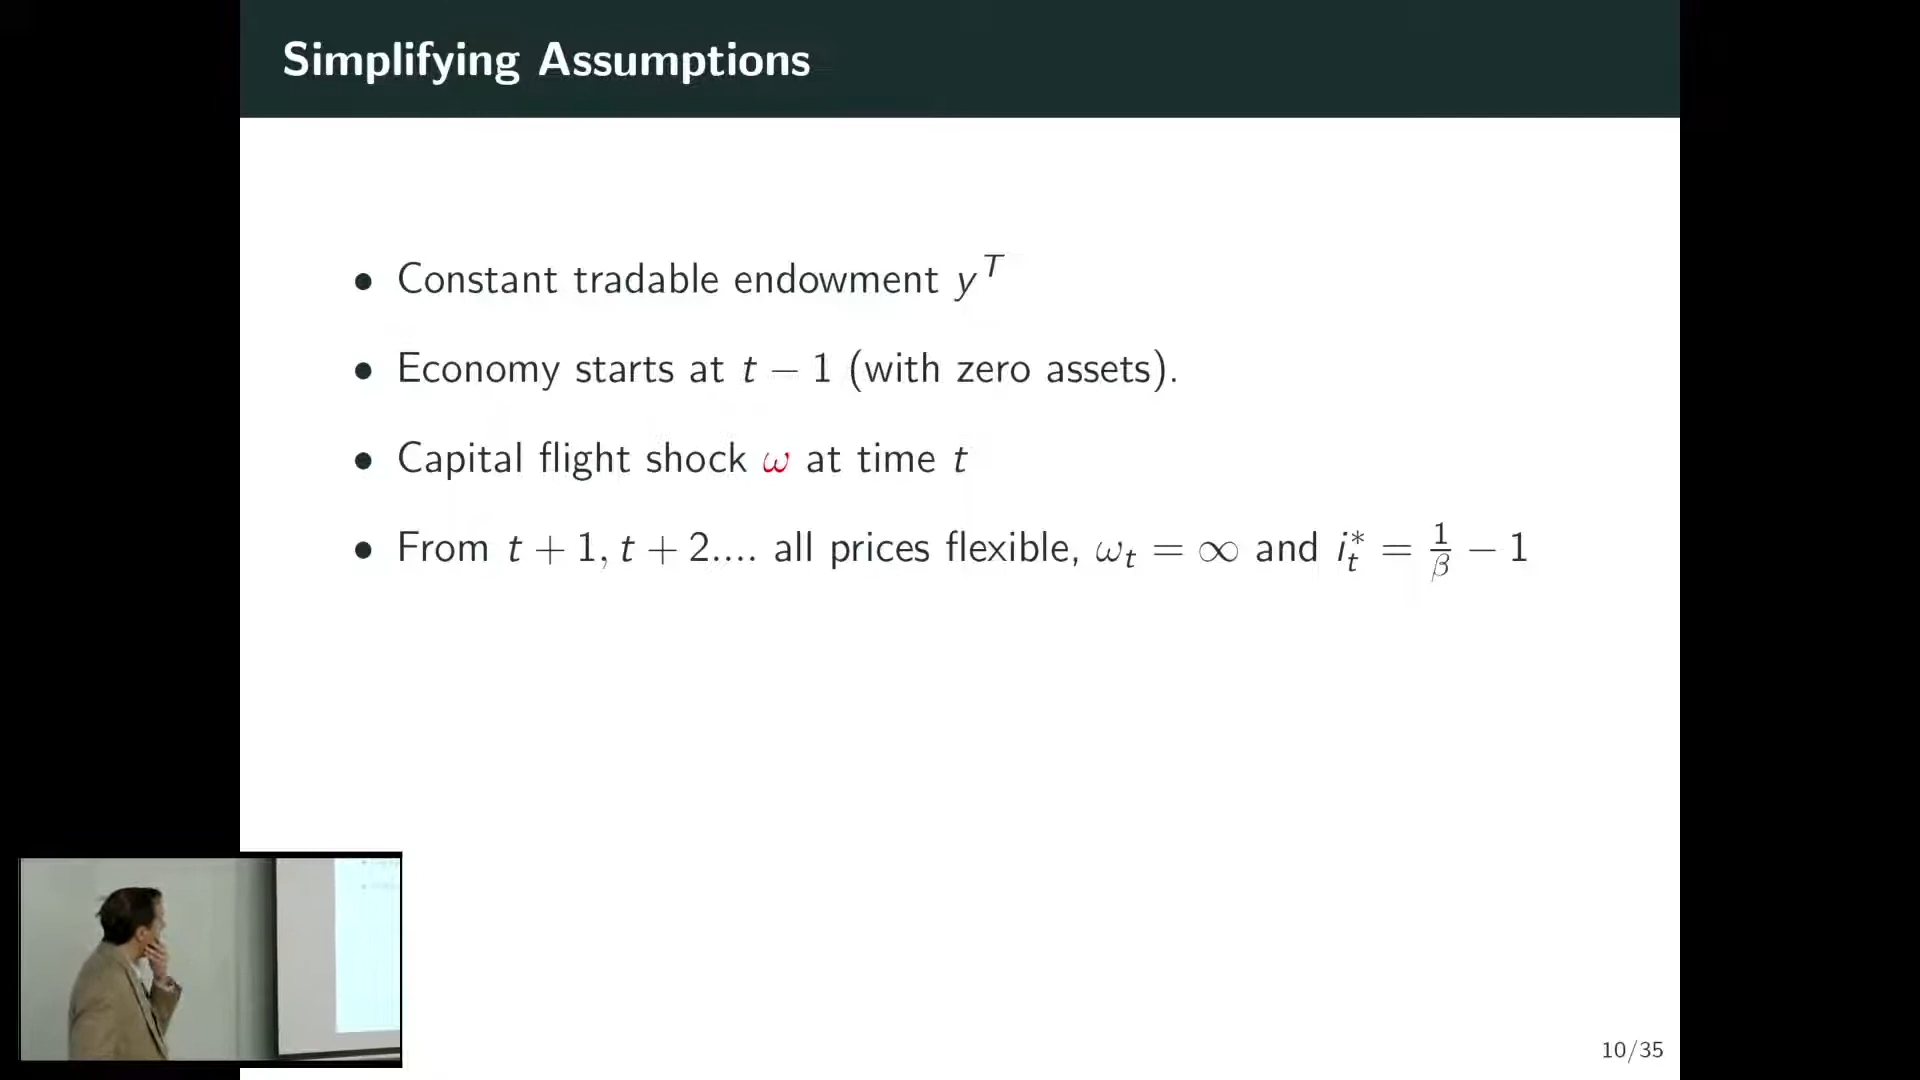 Simplifying Assumptions
• Constant tradable endowment y^T
• Economy starts at t − 1 (with zero assets).
• Capital flight shock ω at time t
• From t + 1, t + 2.... all prices flexible, ω_t = ∞ and i_t^* = 1/β − 1
10/35